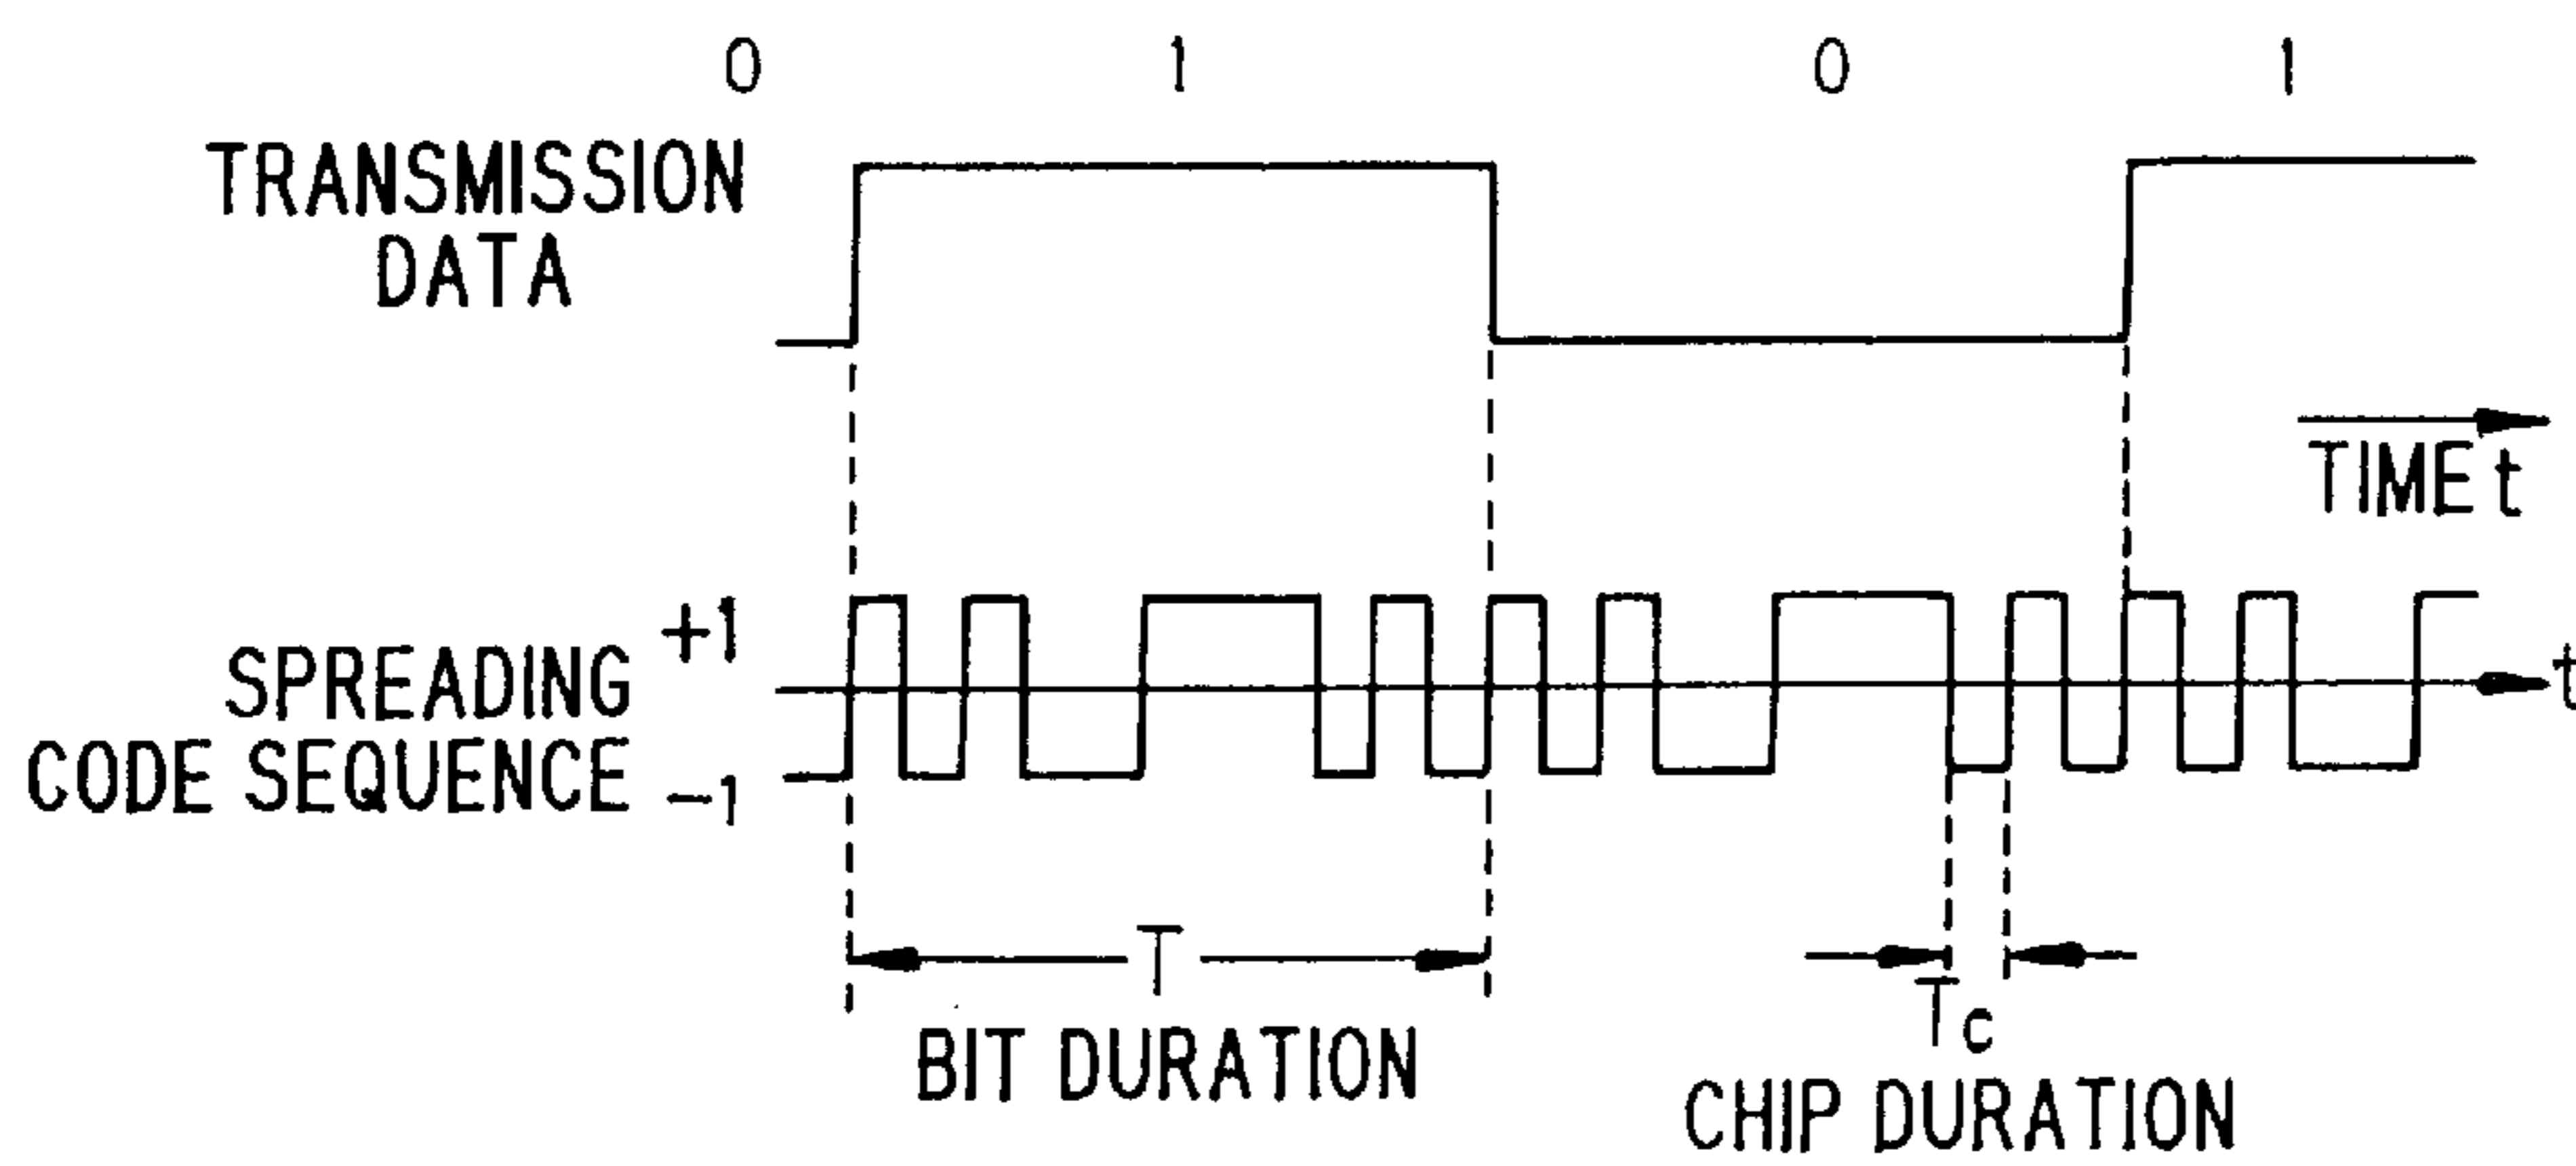 0 1 0 1
TRANSMISSION
DATA
TIME t
+1
SPREADING
CODE SEQUENCE
-1
t
T
BIT DURATION
Tc
CHIP DURATION